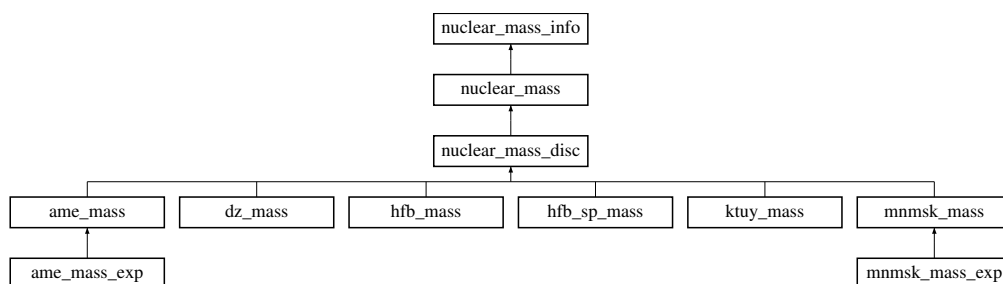 nuclear_mass_info
nuclear_mass
nuclear_mass_disc
ame_mass dz_mass hfb_mass hfb_sp_mass ktuy_mass mnmsk_mass
ame_mass_exp mnmsk_mass_exp